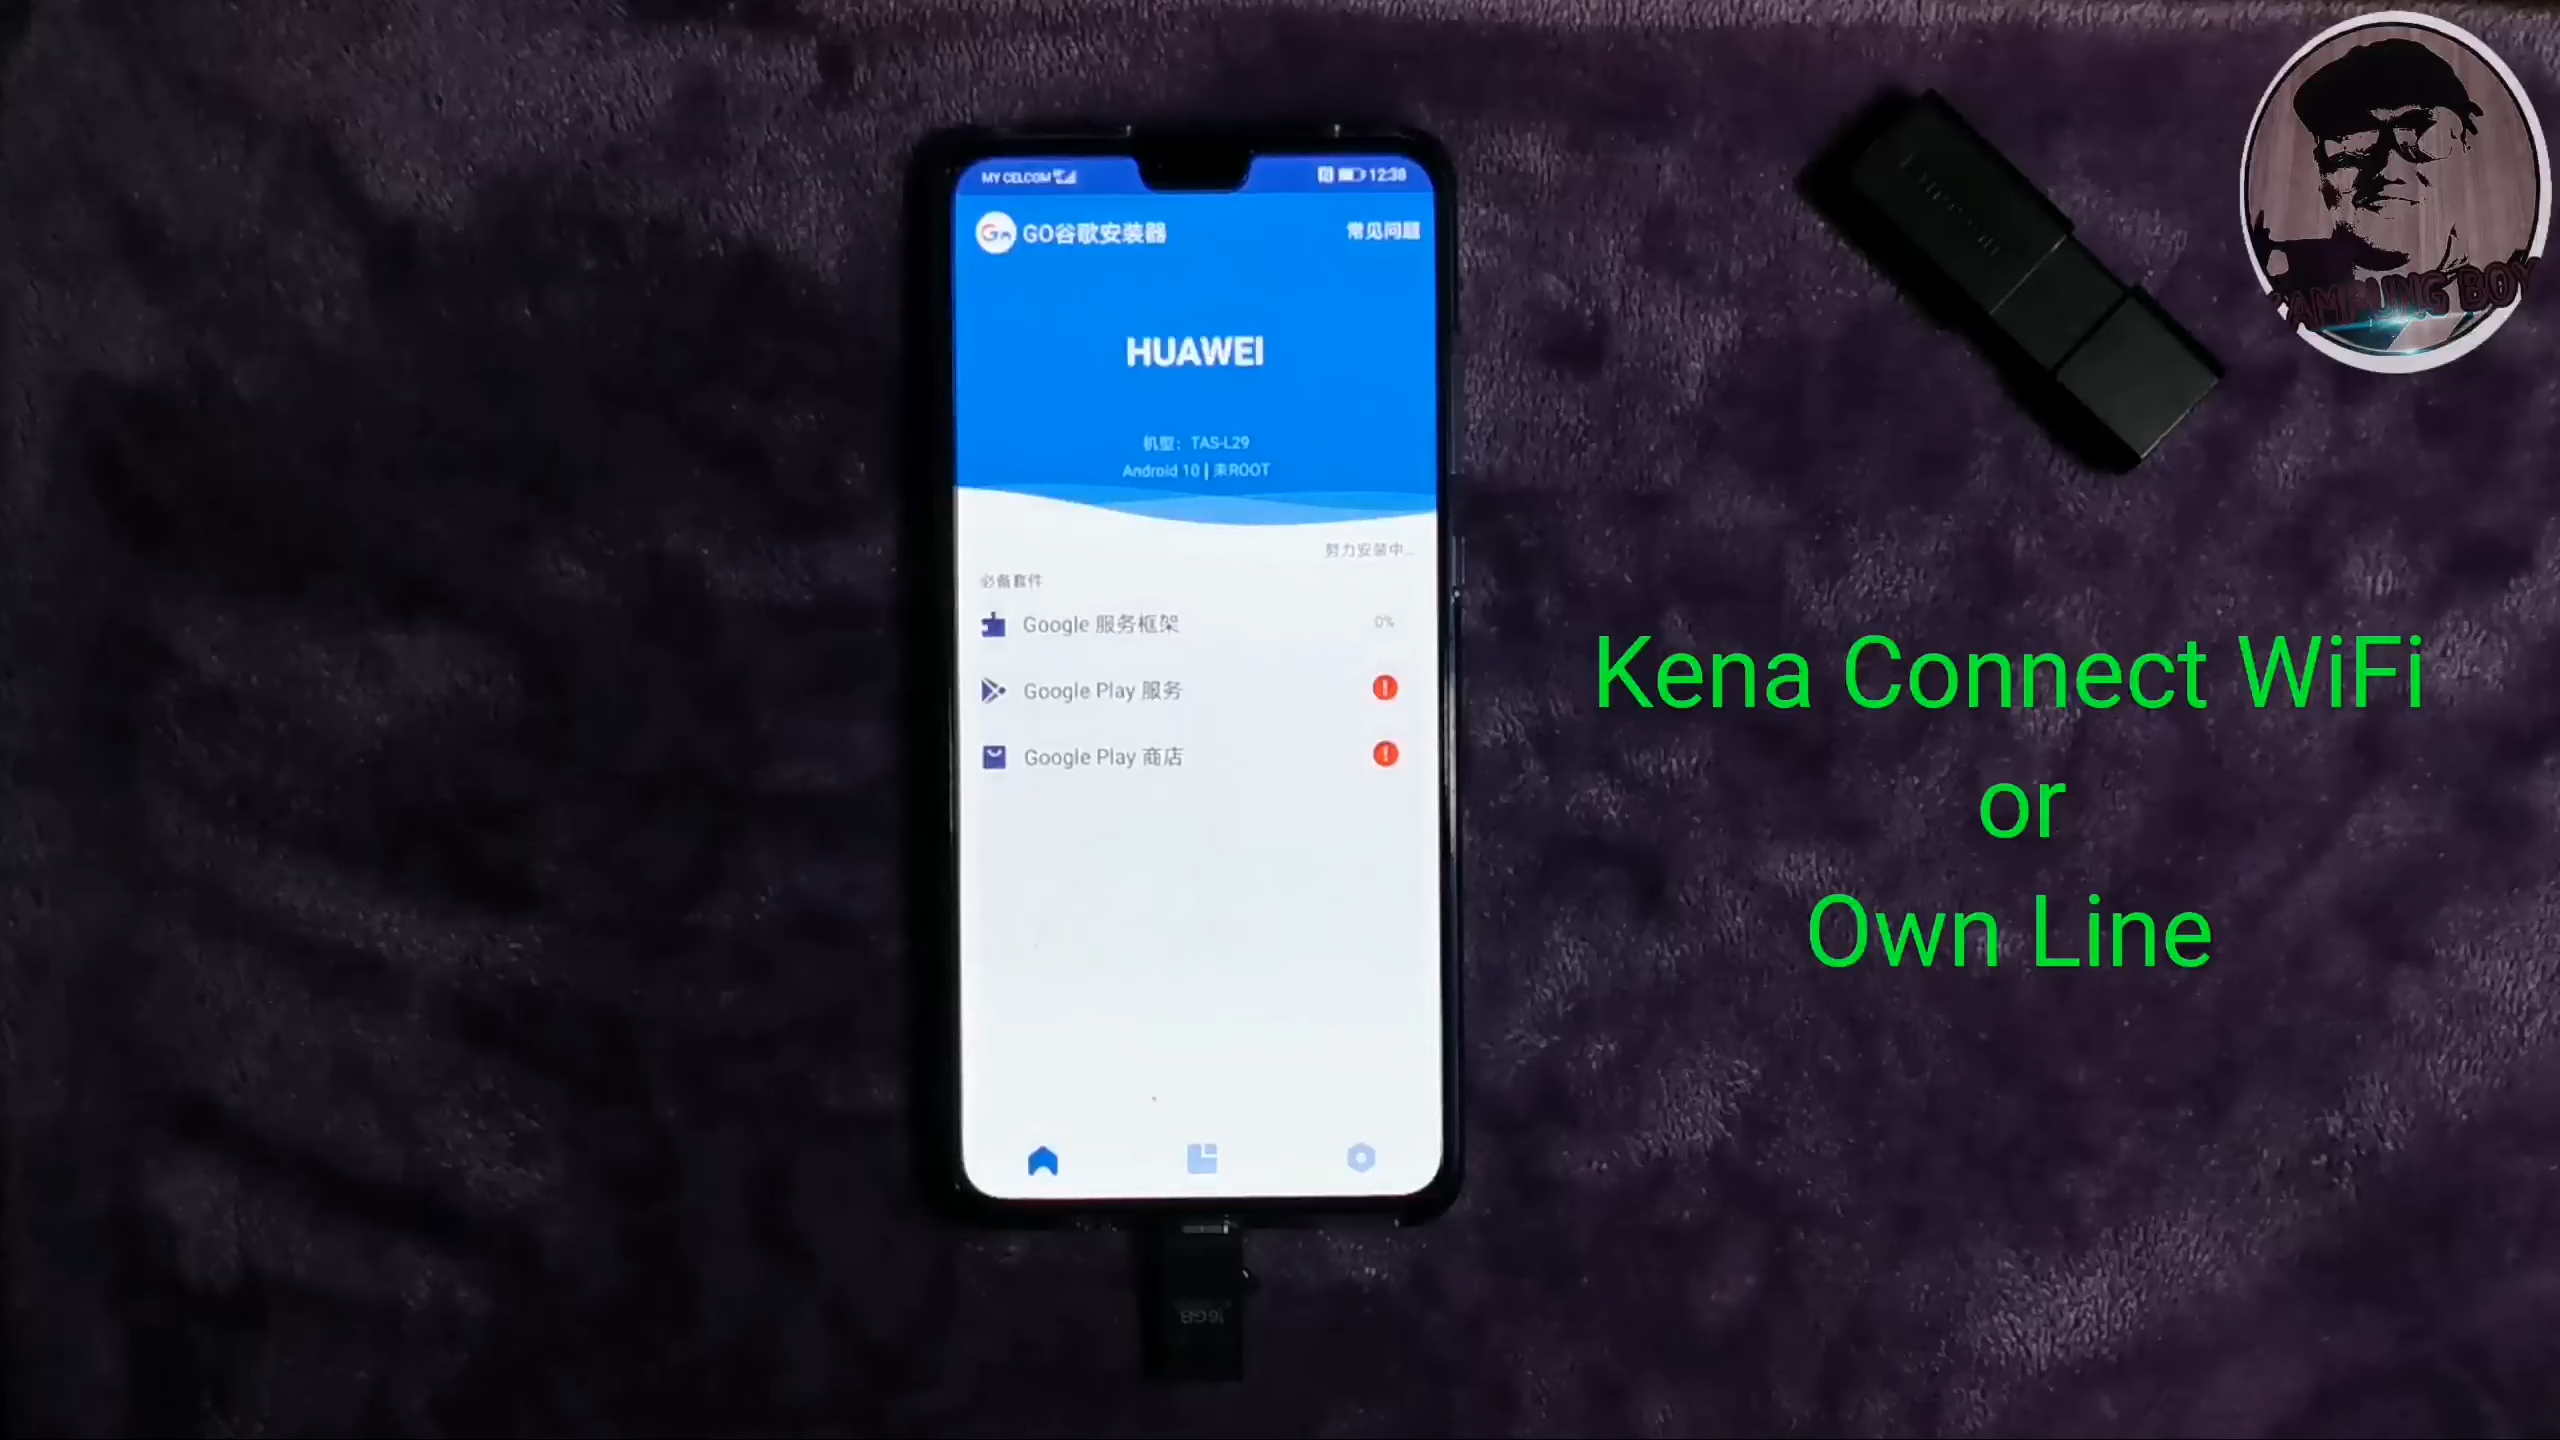 MY CELCOM
12:38
GO谷歌安装器
常见问题
HUAWEI
机型: TAS-L29
Android 10 | 未ROOT
努力安装中...
必备套件
Google 服务框架
0%
Google Play 服务
Google Play 商店
16GB
Kena Connect WiFi
or
Own Line